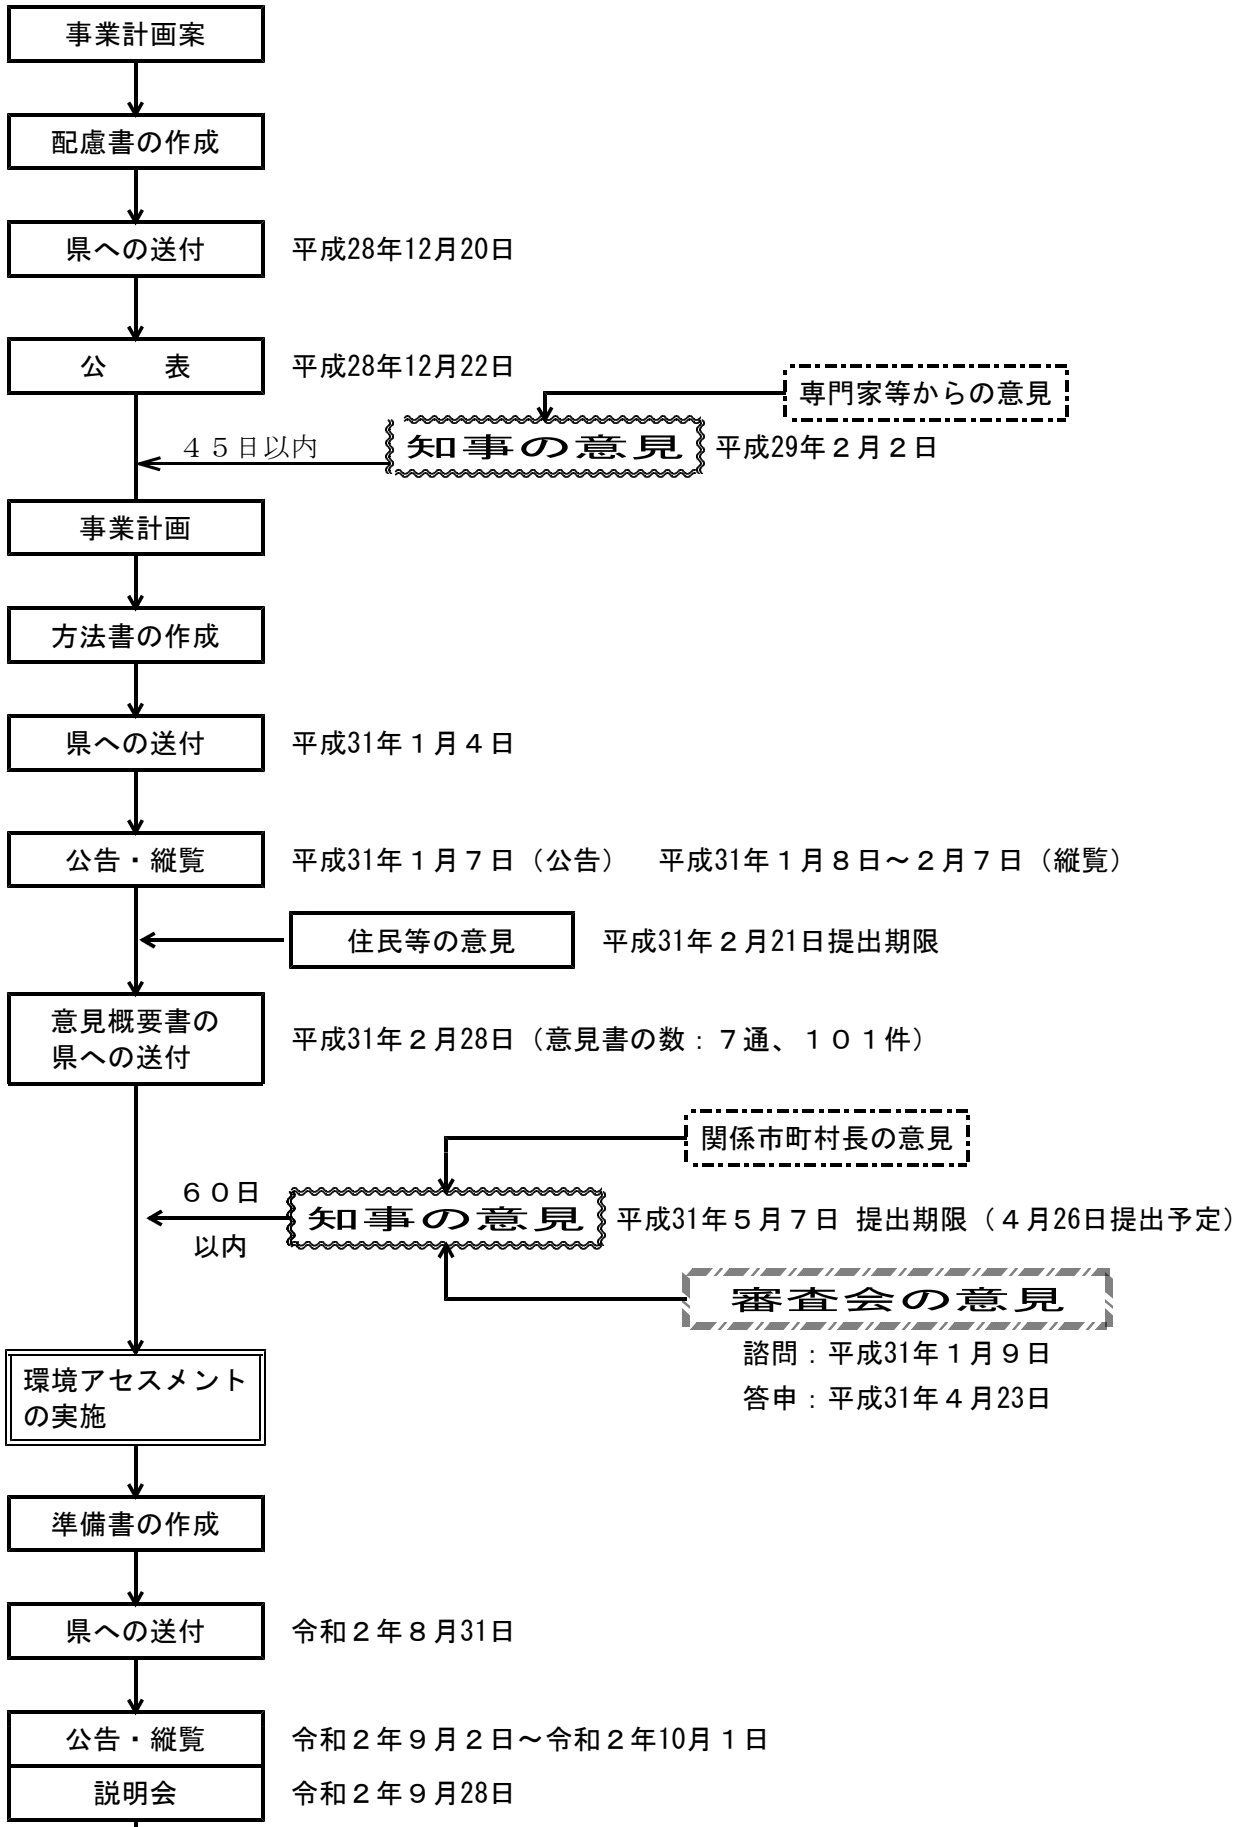 事業計画案
配慮書の作成
県への送付 平成28年12月20日
公　　表 平成28年12月22日
専門家等からの意見
４５日以内 知事の意見 平成29年２月２日
事業計画
方法書の作成
県への送付 平成31年１月４日
公告・縦覧 平成31年１月７日（公告）　平成31年１月８日～２月７日（縦覧）
住民等の意見 平成31年２月21日提出期限
意見概要書の
県への送付
平成31年２月28日（意見書の数：７通、１０１件）
関係市町村長の意見
６０日
以内
知事の意見 平成31年５月７日 提出期限（４月26日提出予定）
審査会の意見
諮問：平成31年１月９日
答申：平成31年４月23日
環境アセスメント
の実施
準備書の作成
県への送付 令和２年８月31日
公告・縦覧 令和２年９月２日～令和２年10月１日
説明会 令和２年９月28日